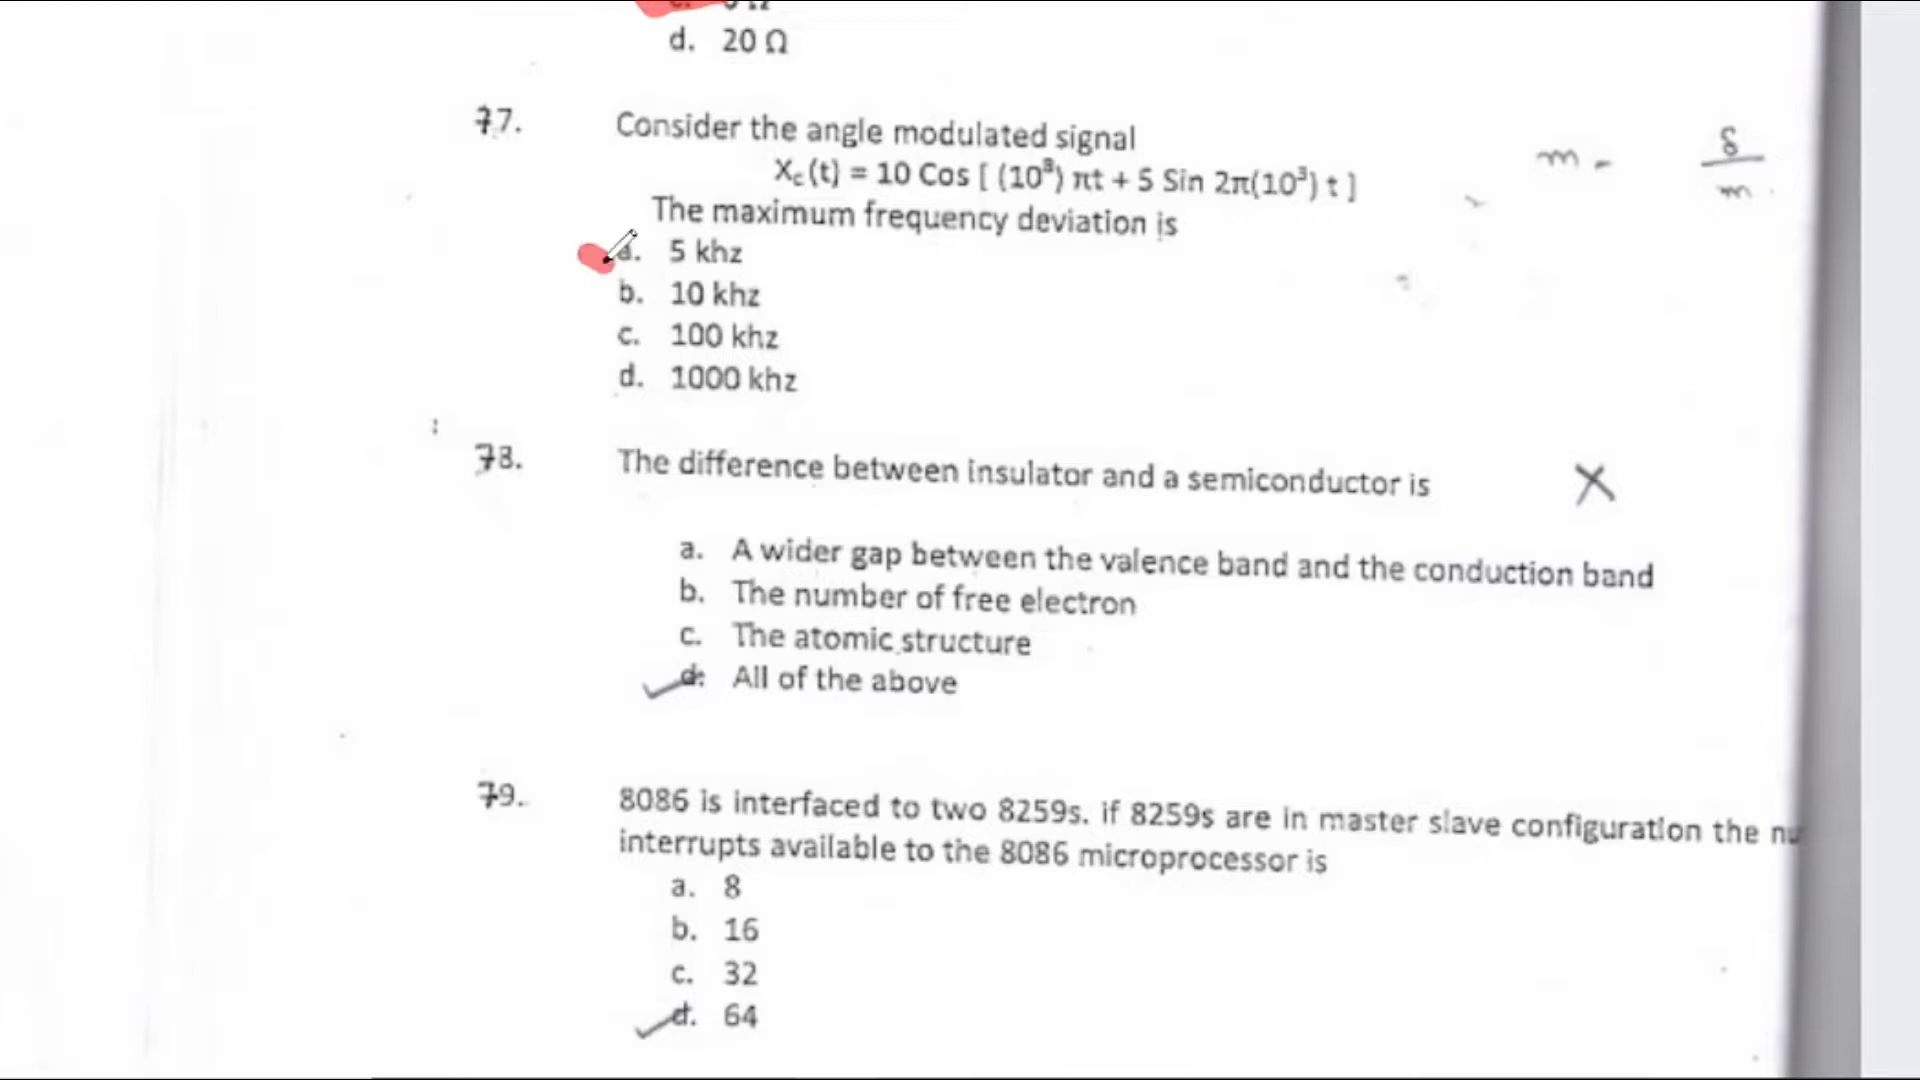 d. 20 Ω
77. Consider the angle modulated signal
Xc (t) = 10 Cos [ (10⁸) πt + 5 Sin 2π(10³) t ]
m - δ/m
The maximum frequency deviation is
a. 5 khz
b. 10 khz
c. 100 khz
d. 1000 khz
78. The difference between insulator and a semiconductor is
a. A wider gap between the valence band and the conduction band
b. The number of free electron
c. The atomic structure
d. All of the above
79. 8086 is interfaced to two 8259s. if 8259s are in master slave configuration the
interrupts available to the 8086 microprocessor is
a. 8
b. 16
c. 32
d. 64